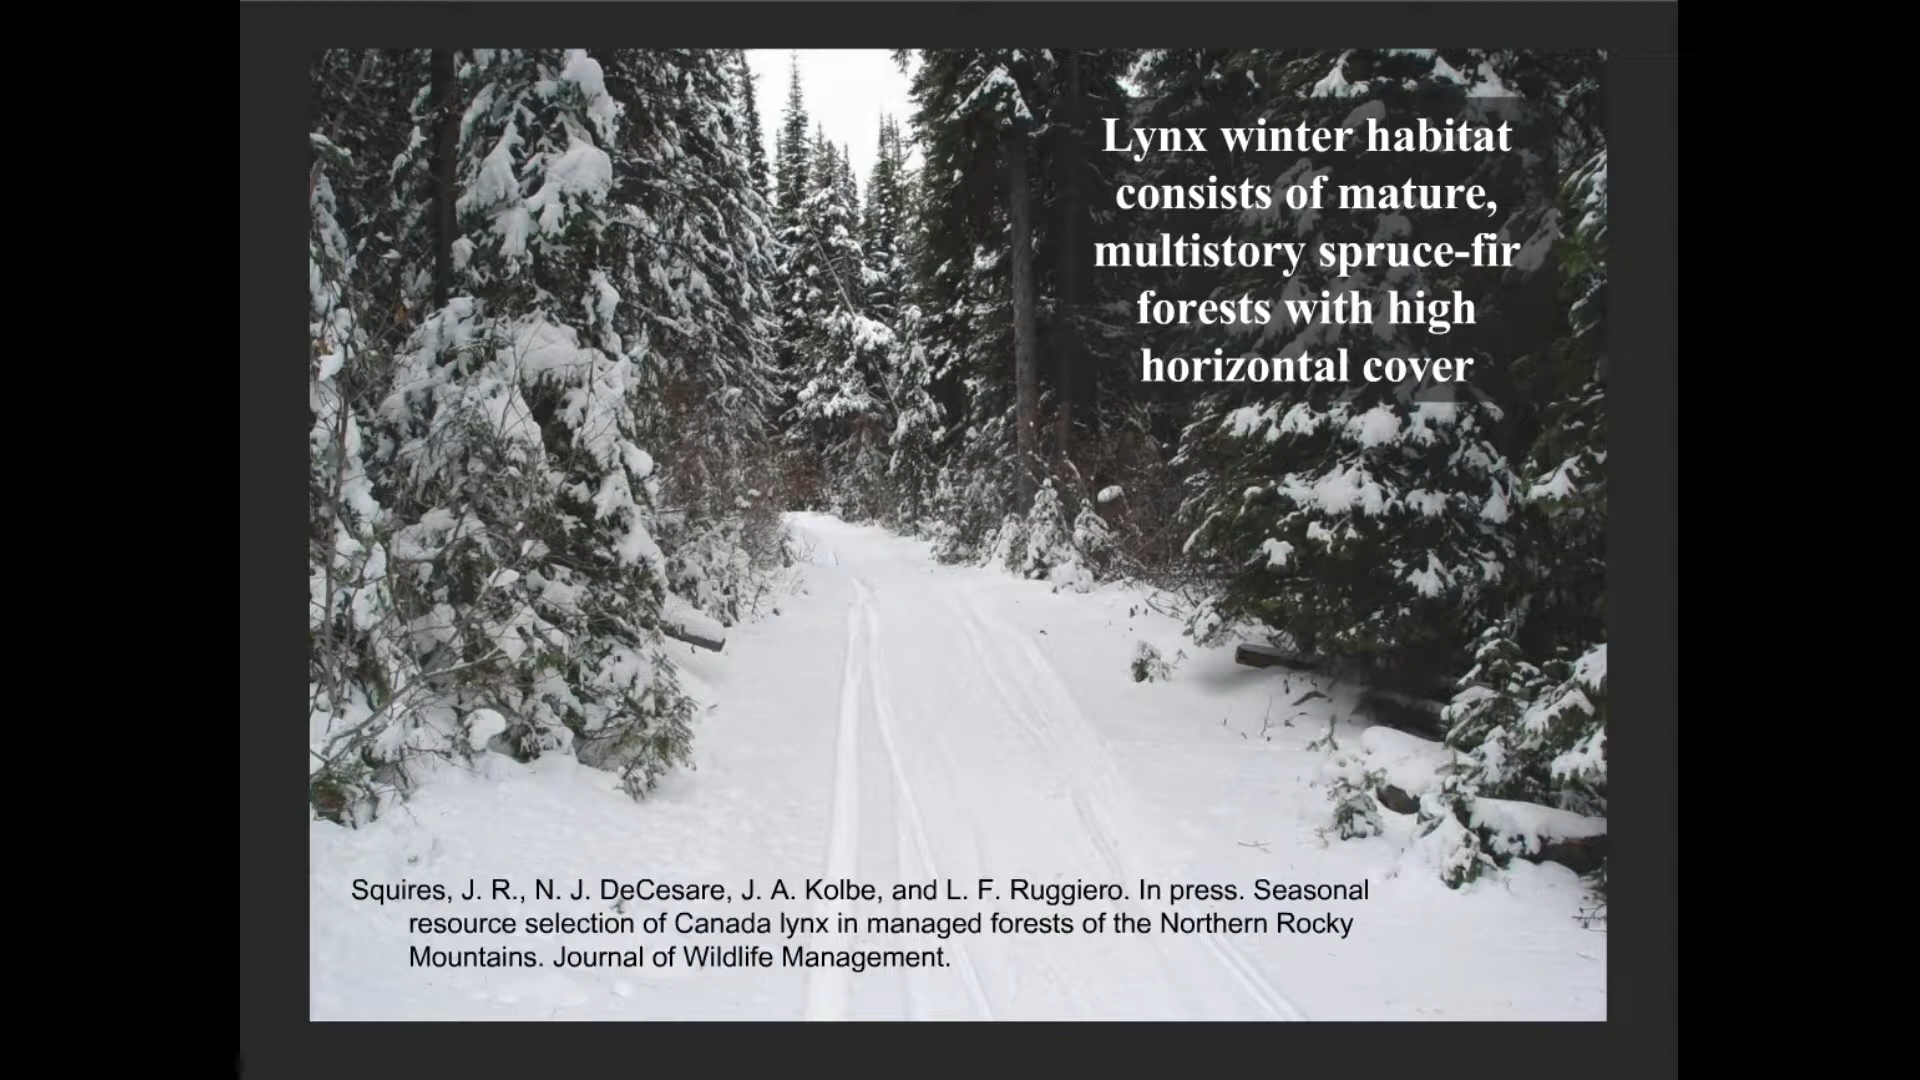 Lynx winter habitat
consists of mature,
multistory spruce-fir
forests with high
horizontal cover
Squires, J. R., N. J. DeCesare, J. A. Kolbe, and L. F. Ruggiero. In press. Seasonal
resource selection of Canada lynx in managed forests of the Northern Rocky
Mountains. Journal of Wildlife Management.